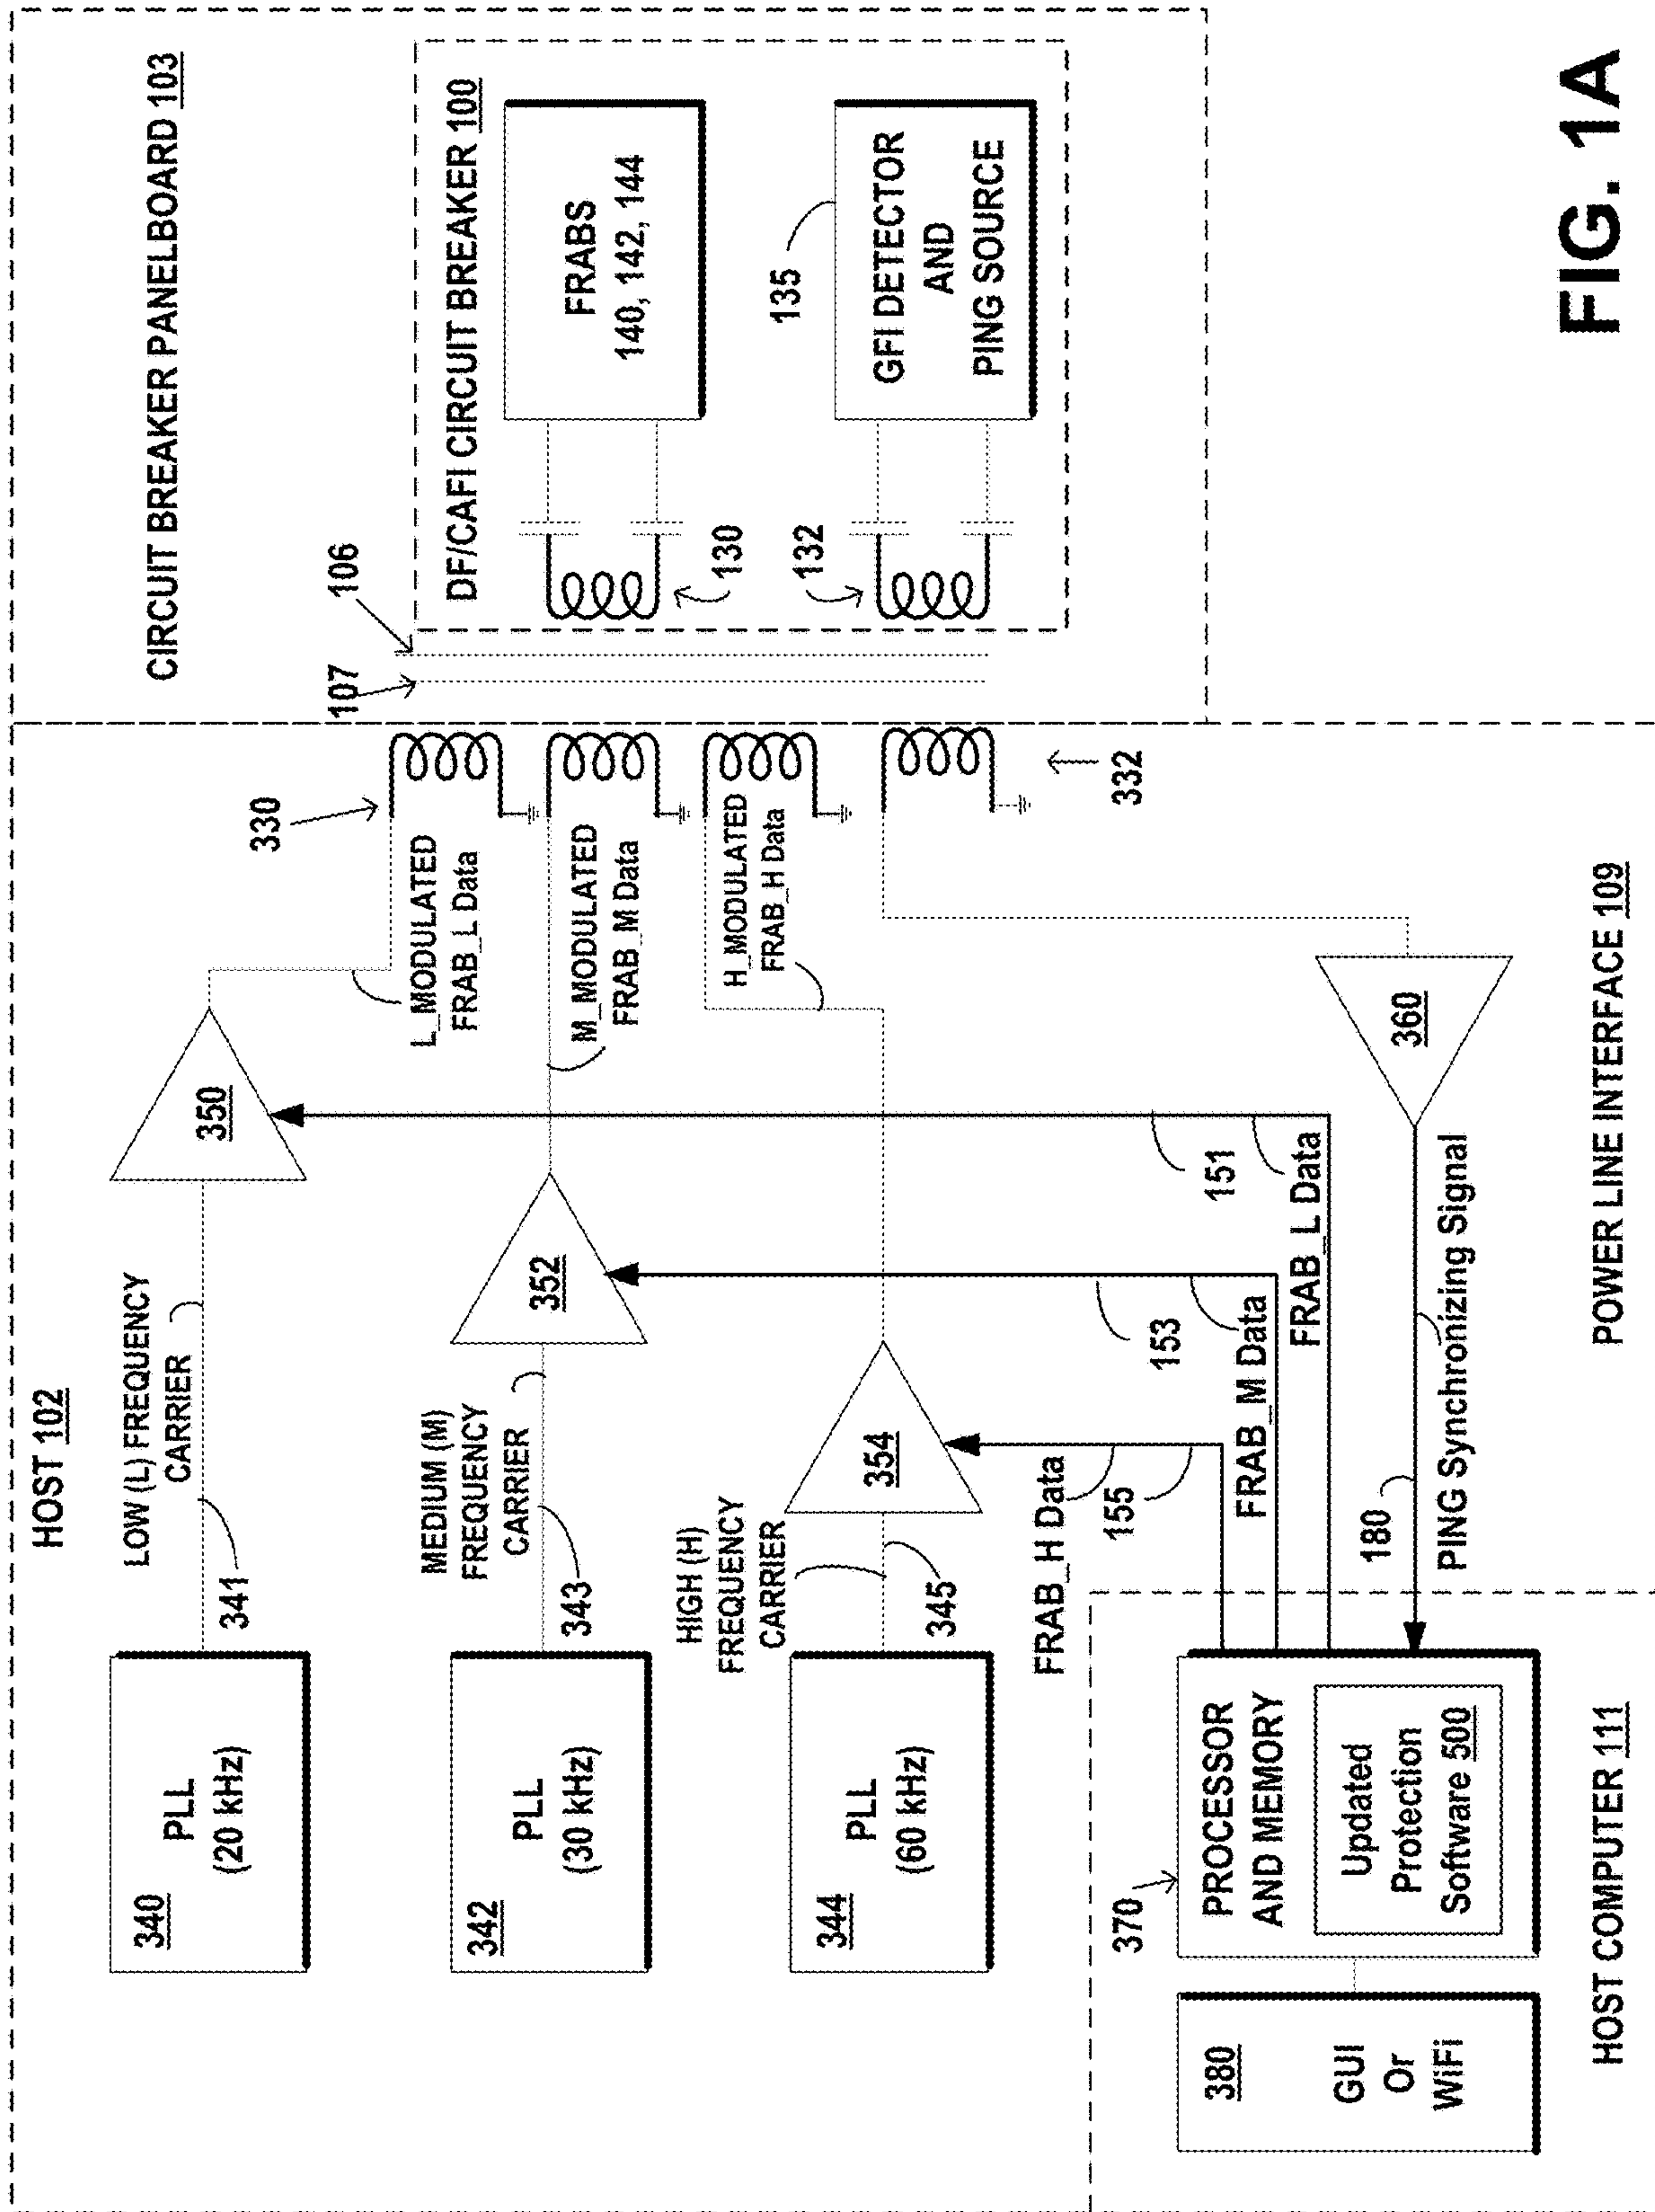 HOST 102
CIRCUIT BREAKER PANELBOARD 103
340
PLL
(20 kHz)
341
LOW (L) FREQUENCY
CARRIER
350
L_MODULATED
FRAB_L Data
330
107
106
DF/CAFI CIRCUIT BREAKER 100
FRABS
140, 142, 144
130
342
PLL
(30 kHz)
343
MEDIUM (M)
FREQUENCY
CARRIER
352
M_MODULATED
FRAB_M Data
344
PLL
(60 kHz)
345
HIGH (H)
FREQUENCY
CARRIER
354
H_MODULATED
FRAB_H Data
132
135
GFI DETECTOR
AND
PING SOURCE
332
FRAB_H Data
155
153
FRAB_M Data
151
FRAB_L Data
360
180
PING Synchronizing Signal
370
PROCESSOR
AND MEMORY
Updated
Protection
Software 500
380
GUI
Or
WiFi
HOST COMPUTER 111
POWER LINE INTERFACE 109
FIG. 1A